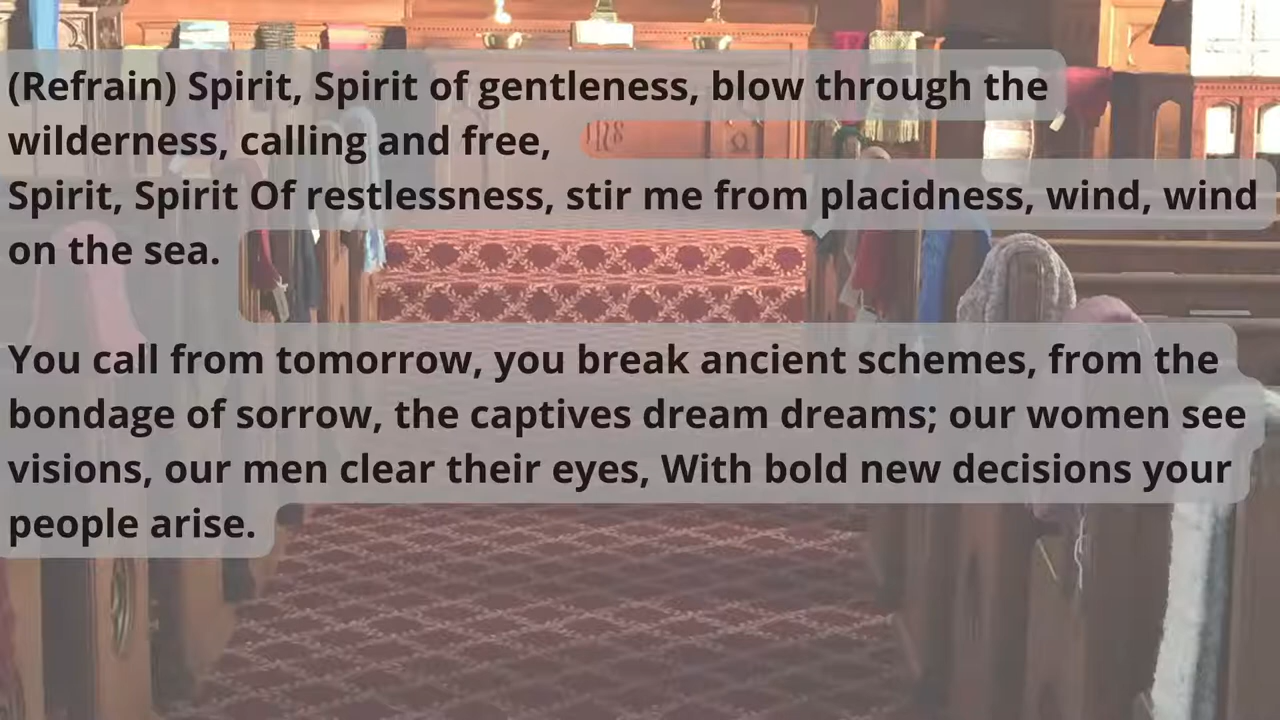 (Refrain) Spirit, Spirit of gentleness, blow through the
wilderness, calling and free,
Spirit, Spirit Of restlessness, stir me from placidness, wind, wind
on the sea.
You call from tomorrow, you break ancient schemes, from the
bondage of sorrow, the captives dream dreams; our women see
visions, our men clear their eyes, With bold new decisions your
people arise.